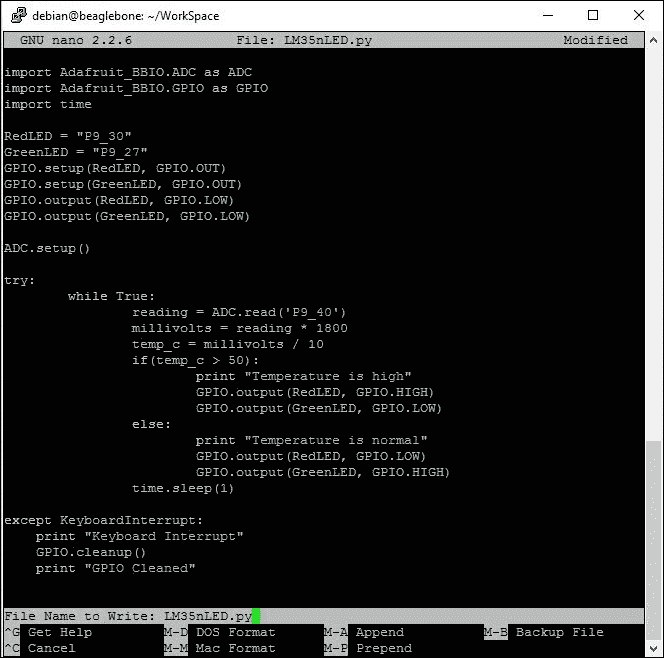 debian@beaglebone: ~/WorkSpace
GNU nano 2.2.6 File: LM35nLED.py Modified
import Adafruit_BBIO.ADC as ADC
import Adafruit_BBIO.GPIO as GPIO
import time
RedLED = "P9_30"
GreenLED = "P9_27"
GPIO.setup(RedLED, GPIO.OUT)
GPIO.setup(GreenLED, GPIO.OUT)
GPIO.output(RedLED, GPIO.LOW)
GPIO.output(GreenLED, GPIO.LOW)
ADC.setup()
try:
        while True:
                reading = ADC.read('P9_40')
                millivolts = reading * 1800
                temp_c = millivolts / 10
                if(temp_c > 50):
                        print "Temperature is high"
                        GPIO.output(RedLED, GPIO.HIGH)
                        GPIO.output(GreenLED, GPIO.LOW)
                else:
                        print "Temperature is normal"
                        GPIO.output(RedLED, GPIO.LOW)
                        GPIO.output(GreenLED, GPIO.HIGH)
                time.sleep(1)
except KeyboardInterrupt:
    print "Keyboard Interrupt"
    GPIO.cleanup()
    print "GPIO Cleaned"
File Name to Write: LM35nLED.py
^G Get Help M-D DOS Format M-A Append M-B Backup File
^C Cancel M-M Mac Format M-P Prepend